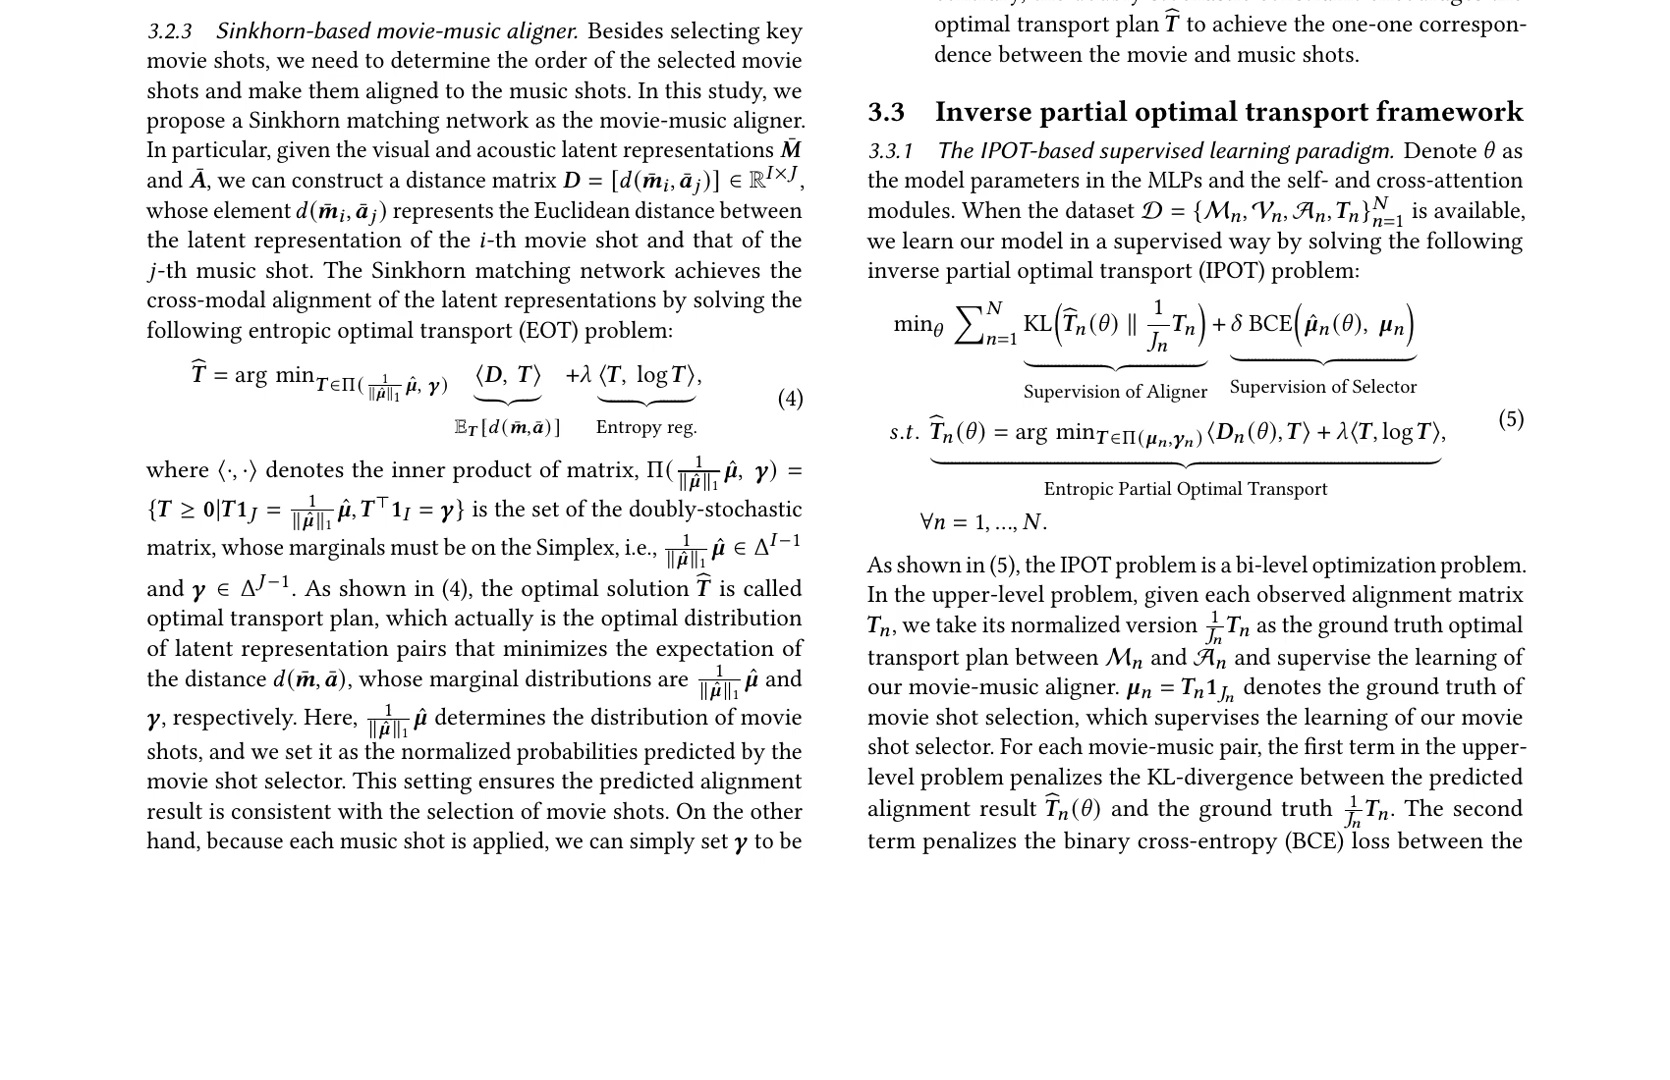 3.2.3 Sinkhorn-based movie-music aligner. Besides selecting key
movie shots, we need to determine the order of the selected movie
shots and make them aligned to the music shots. In this study, we
propose a Sinkhorn matching network as the movie-music aligner.
In particular, given the visual and acoustic latent representations M̄
and Ā, we can construct a distance matrix D = [d(m̄ᵢ, āⱼ)] ∈ ℝ^{I×J},
whose element d(m̄ᵢ, āⱼ) represents the Euclidean distance between
the latent representation of the i-th movie shot and that of the
j-th music shot. The Sinkhorn matching network achieves the
cross-modal alignment of the latent representations by solving the
following entropic optimal transport (EOT) problem:
T̂ = arg min_{T∈Π(1/‖μ̂‖₁ μ̂, γ)} ⟨D, T⟩ +λ ⟨T, log T⟩,
(4)
𝔼_T[d(m̄,ā)] Entropy reg.
where ⟨·, ·⟩ denotes the inner product of matrix, Π(1/‖μ̂‖₁ μ̂, γ) =
{T ≥ 0|T1_J = 1/‖μ̂‖₁ μ̂, T^⊤1_I = γ} is the set of the doubly-stochastic
matrix, whose marginals must be on the Simplex, i.e., 1/‖μ̂‖₁ μ̂ ∈ Δ^{I−1}
and γ ∈ Δ^{J−1}. As shown in (4), the optimal solution T̂ is called
optimal transport plan, which actually is the optimal distribution
of latent representation pairs that minimizes the expectation of
the distance d(m̄, ā), whose marginal distributions are 1/‖μ̂‖₁ μ̂ and
γ, respectively. Here, 1/‖μ̂‖₁ μ̂ determines the distribution of movie
shots, and we set it as the normalized probabilities predicted by the
movie shot selector. This setting ensures the predicted alignment
result is consistent with the selection of movie shots. On the other
hand, because each music shot is applied, we can simply set γ to be
optimal transport plan T̂ to achieve the one-one correspon-
dence between the movie and music shots.
3.3 Inverse partial optimal transport framework
3.3.1 The IPOT-based supervised learning paradigm. Denote θ as
the model parameters in the MLPs and the self- and cross-attention
modules. When the dataset 𝒟 = {ℳₙ, 𝒱ₙ, 𝒜ₙ, Tₙ}_{n=1}^N is available,
we learn our model in a supervised way by solving the following
inverse partial optimal transport (IPOT) problem:
min_θ ∑_{n=1}^N KL(T̂ₙ(θ) ∥ 1/Jₙ Tₙ) + δ BCE(μ̂ₙ(θ), μₙ)
Supervision of Aligner Supervision of Selector
s.t. T̂ₙ(θ) = arg min_{T∈Π(μₙ,γₙ)}⟨Dₙ(θ), T⟩ + λ⟨T, log T⟩,
(5)
Entropic Partial Optimal Transport
∀n = 1, ..., N.
As shown in (5), the IPOT problem is a bi-level optimization problem.
In the upper-level problem, given each observed alignment matrix
Tₙ, we take its normalized version 1/Jₙ Tₙ as the ground truth optimal
transport plan between ℳₙ and 𝒜ₙ and supervise the learning of
our movie-music aligner. μₙ = Tₙ1_{Jₙ} denotes the ground truth of
movie shot selection, which supervises the learning of our movie
shot selector. For each movie-music pair, the first term in the upper-
level problem penalizes the KL-divergence between the predicted
alignment result T̂ₙ(θ) and the ground truth 1/Jₙ Tₙ. The second
term penalizes the binary cross-entropy (BCE) loss between the